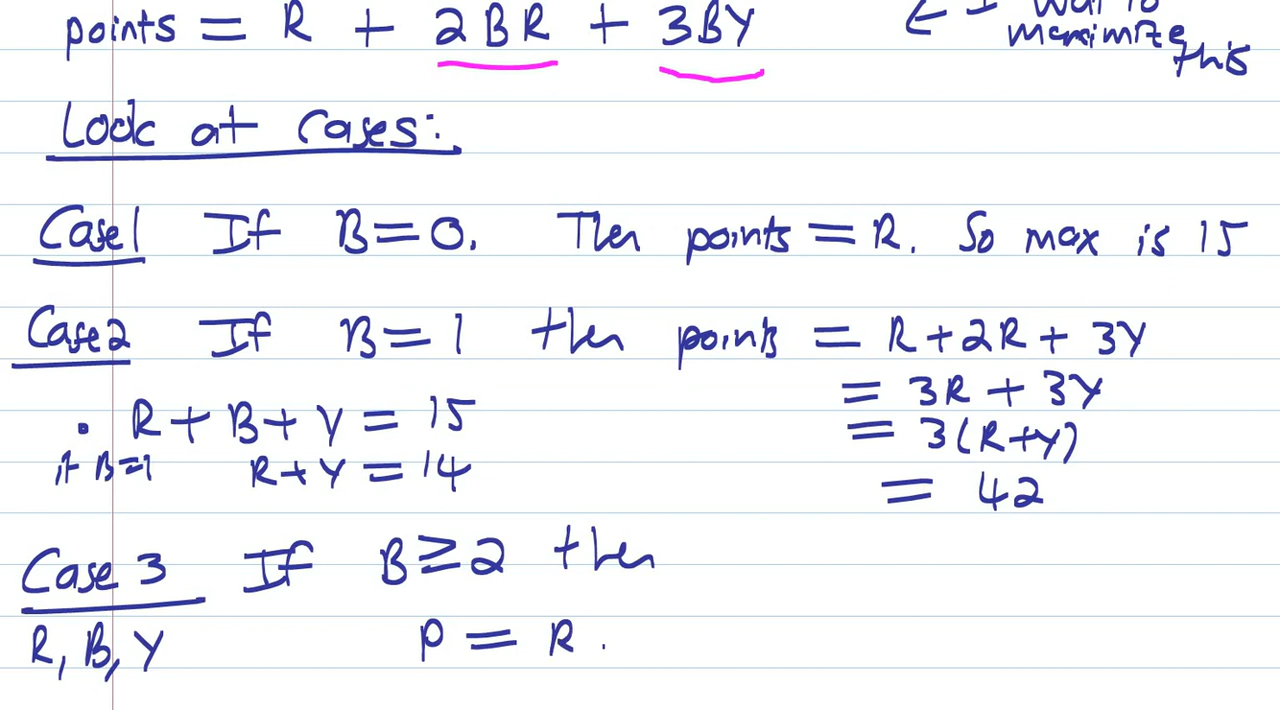 points = R + 2BR + 3BY
maximize
this
Look at cases:
Case 1 If B = 0. Then points = R. So max is 15
Case 2 If B = 1 then points = R + 2R + 3Y
= 3R + 3Y
• R + B + Y = 15 = 3(R+Y)
if B=1 R+Y = 14 = 42
Case 3 If B ≥ 2 then
R, B, Y P = R .